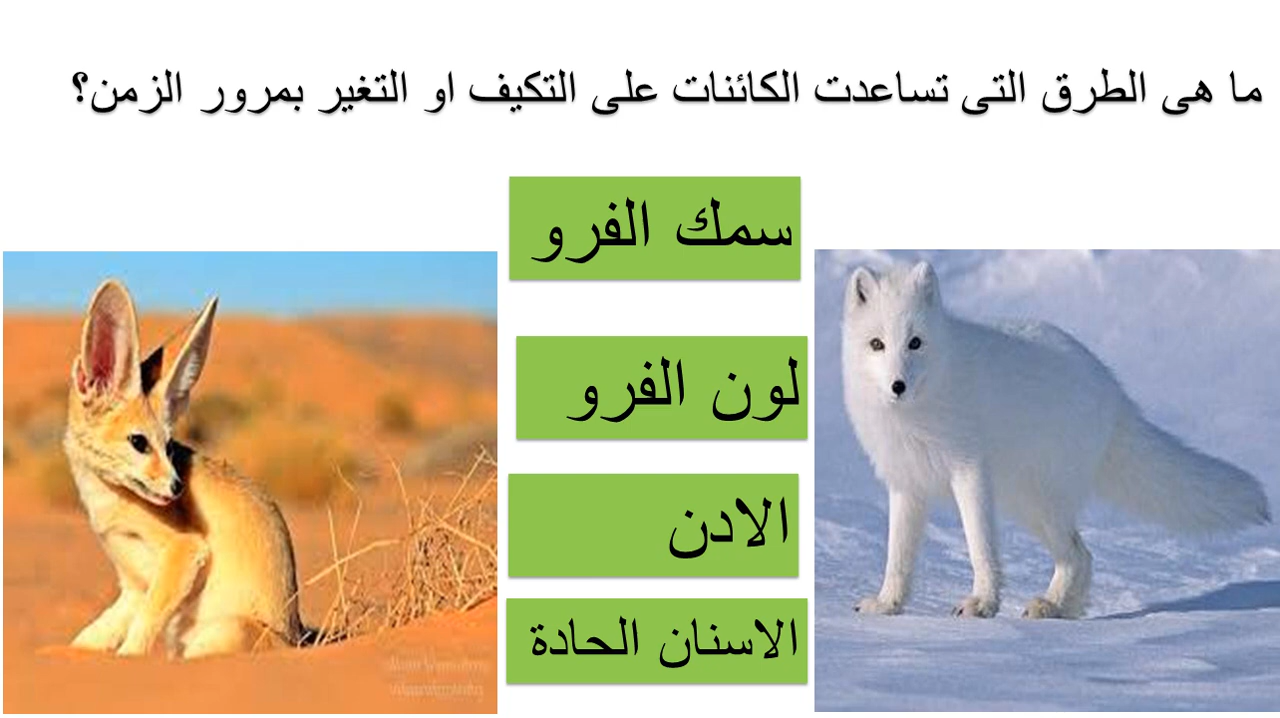 ما هى الطرق التى تساعدت الكائنات على التكيف او التغير بمرور الزمن؟
سمك الفرو
لون الفرو
الادن
الاسنان الحادة